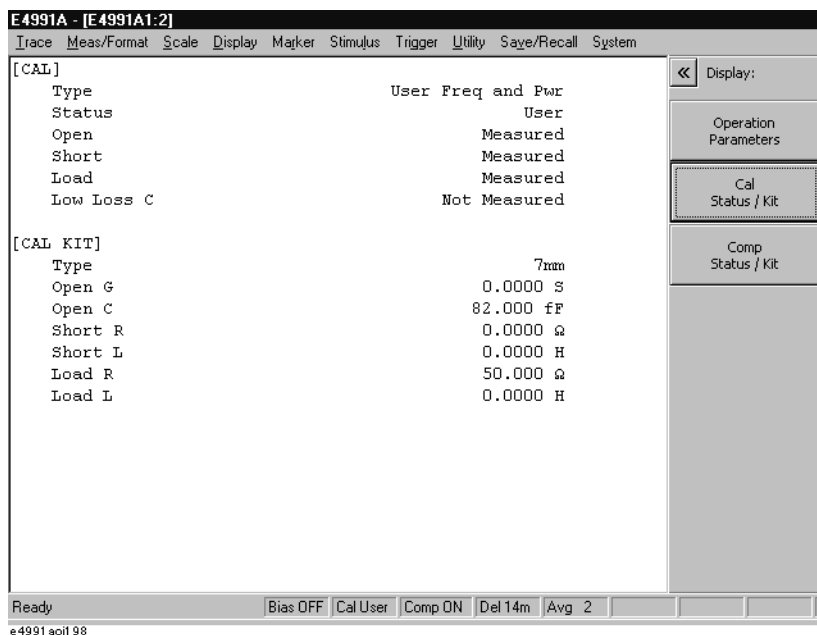 E4991A - [E4991A1:2]
Trace Meas/Format Scale Display Marker Stimulus Trigger Utility Save/Recall System
[CAL]
Type User Freq and Pwr
Status User
Open Measured
Short Measured
Load Measured
Low Loss C Not Measured
[CAL KIT]
Type 7mm
Open G 0.0000 S
Open C 82.000 fF
Short R 0.0000 Ω
Short L 0.0000 H
Load R 50.000 Ω
Load L 0.0000 H
« Display:
Operation
Parameters
Cal
Status / Kit
Comp
Status / Kit
Ready Bias OFF Cal User Comp ON Del 14m Avg 2
e4991aoi198